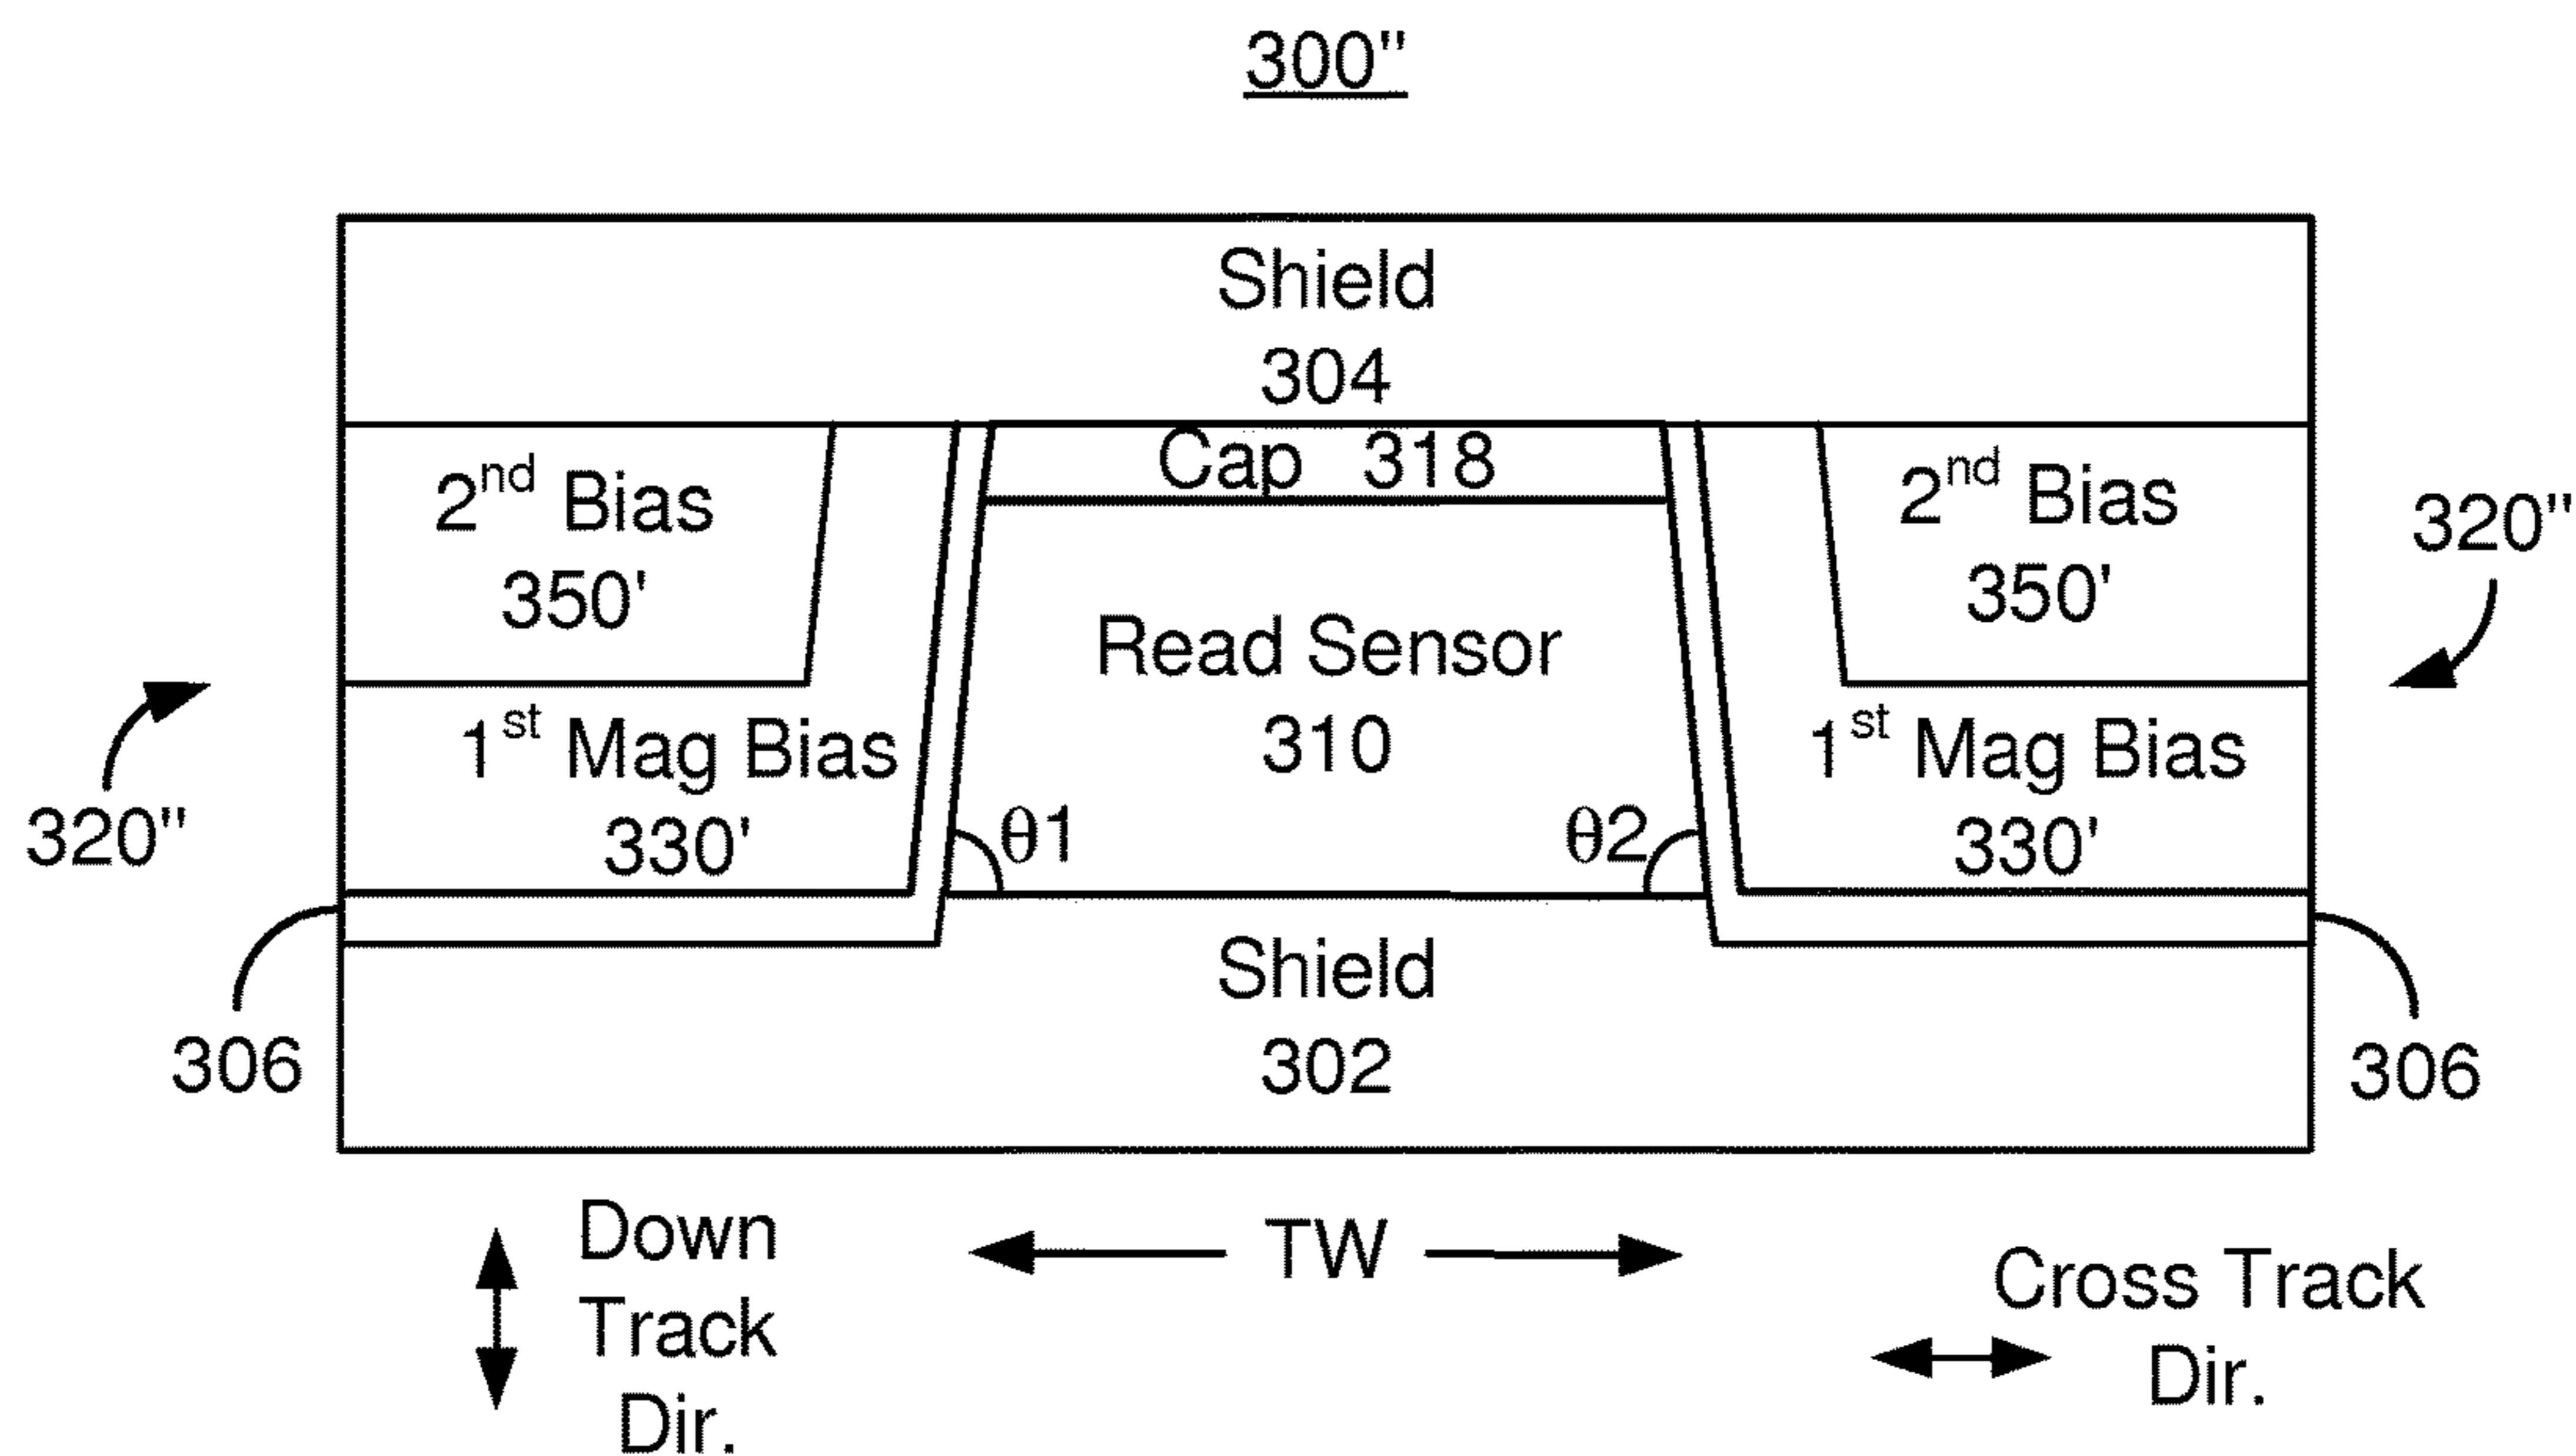 300"
Shield
304
Cap 318
2nd Bias
350'
2nd Bias
350'
320"
Read Sensor
310
1st Mag Bias
330'
1st Mag Bias
330'
320"
θ1
θ2
Shield
302
306
306
Down
Track
Dir.
TW
Cross Track
Dir.